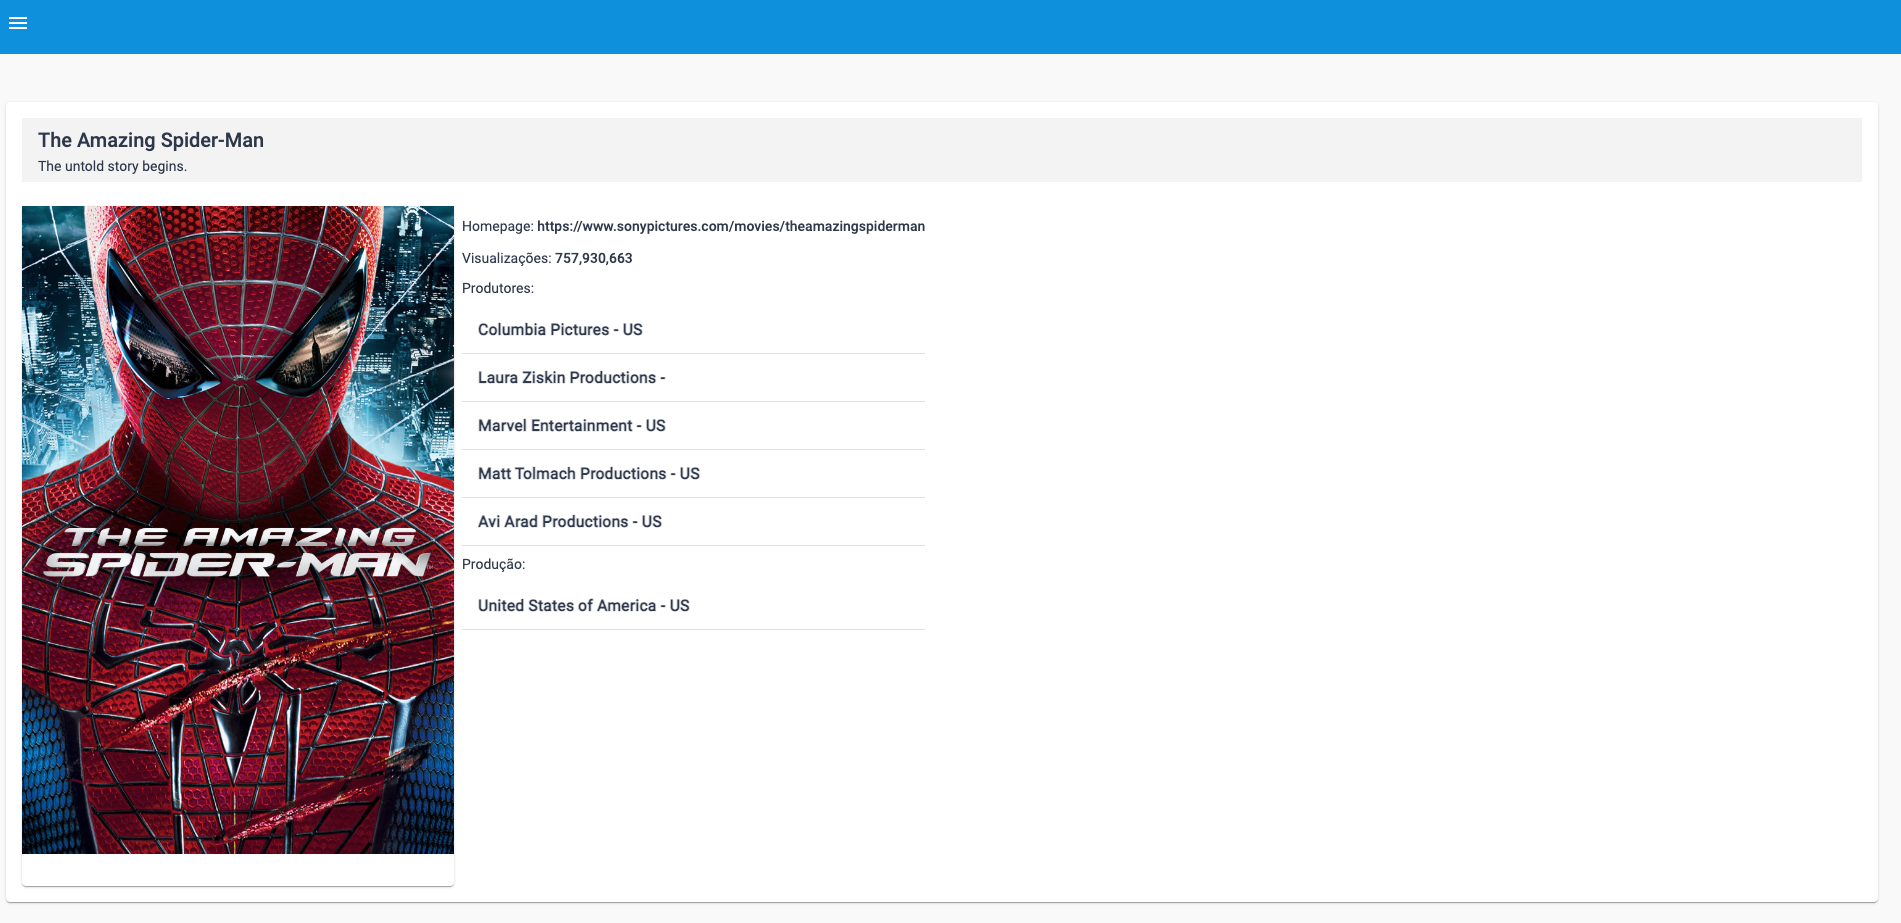 The Amazing Spider-Man
The untold story begins.
THE AMAZING
SPIDER-MAN
Homepage: https://www.sonypictures.com/movies/theamazingspiderman
Visualizações: 757,930,663
Produtores:
Columbia Pictures - US
Laura Ziskin Productions -
Marvel Entertainment - US
Matt Tolmach Productions - US
Avi Arad Productions - US
Produção:
United States of America - US